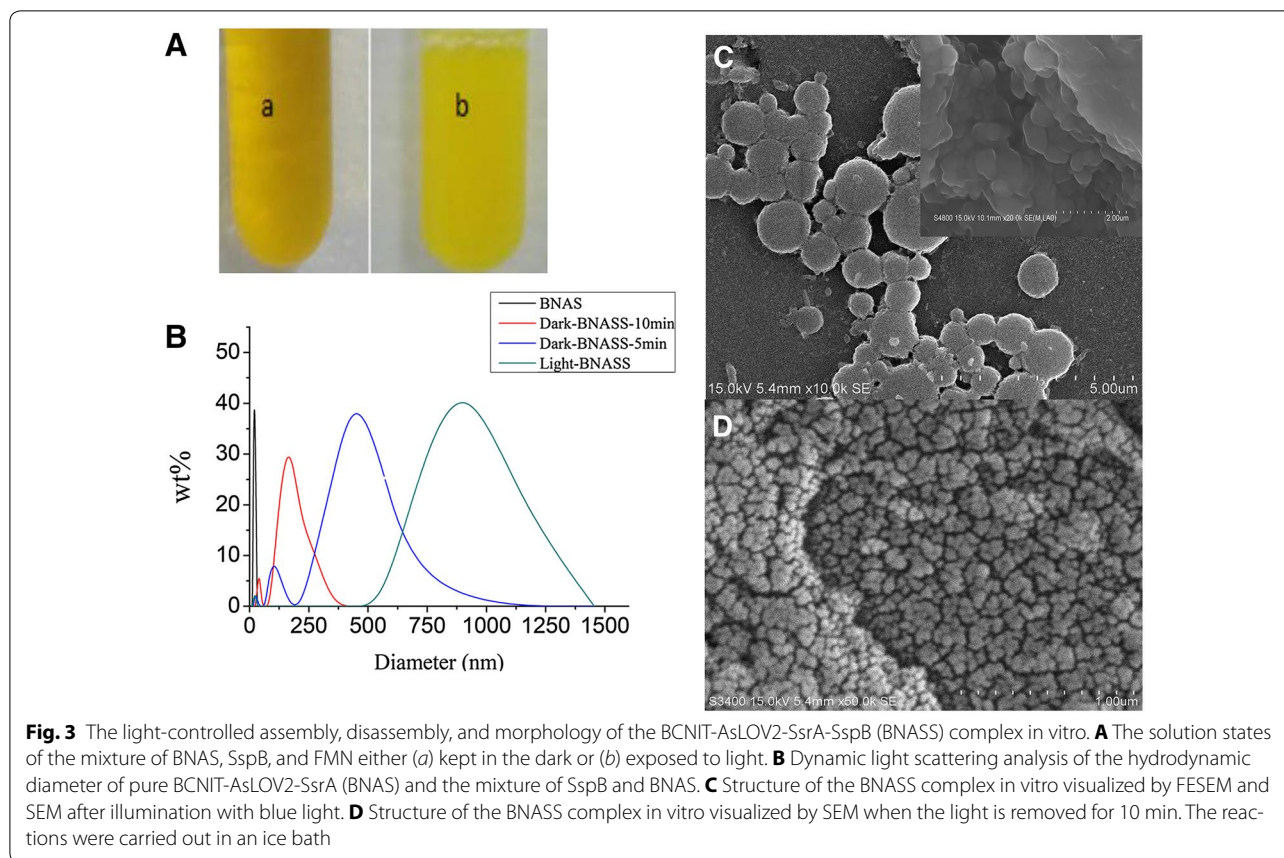 A
a
b
B
BNAS
Dark-BNASS-10min
Dark-BNASS-5min
Light-BNASS
50
40
30
20
10
0
wt%
0 250 500 750 1000 1250 1500
Diameter (nm)
C
S4800 15.0kV 10.1mm x20.0k SE(M,LA0)
2.00um
15.0kV 5.4mm x10.0k SE
5.00um
D
S3400 15.0kV 5.4mm x50.0k SE
1.00um
Fig. 3 The light-controlled assembly, disassembly, and morphology of the BCNIT-AsLOV2-SsrA-SspB (BNASS) complex in vitro. A The solution states
of the mixture of BNAS, SspB, and FMN either (a) kept in the dark or (b) exposed to light. B Dynamic light scattering analysis of the hydrodynamic
diameter of pure BCNIT-AsLOV2-SsrA (BNAS) and the mixture of SspB and BNAS. C Structure of the BNASS complex in vitro visualized by FESEM and
SEM after illumination with blue light. D Structure of the BNASS complex in vitro visualized by SEM when the light is removed for 10 min. The reac-
tions were carried out in an ice bath